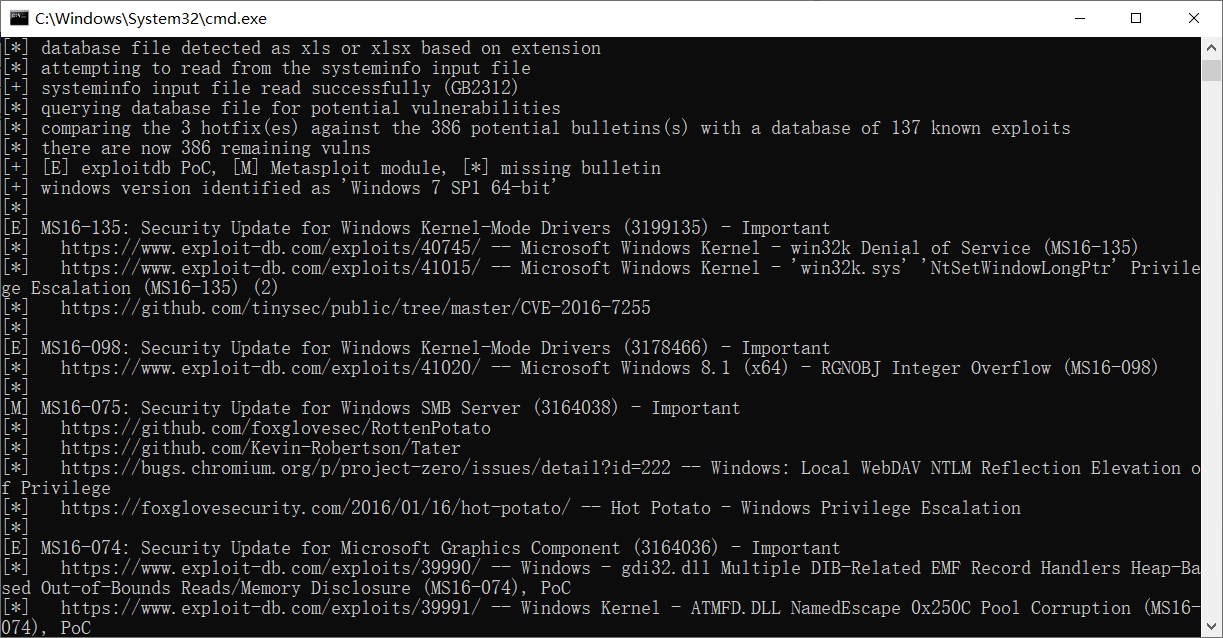 C:\Windows\System32\cmd.exe
[*] database file detected as xls or xlsx based on extension
[*] attempting to read from the systeminfo input file
[+] systeminfo input file read successfully (GB2312)
[*] querying database file for potential vulnerabilities
[*] comparing the 3 hotfix(es) against the 386 potential bulletins(s) with a database of 137 known exploits
[*] there are now 386 remaining vulns
[+] [E] exploitdb PoC, [M] Metasploit module, [*] missing bulletin
[+] windows version identified as 'Windows 7 SP1 64-bit'
[*]
[E] MS16-135: Security Update for Windows Kernel-Mode Drivers (3199135) - Important
[*]   https://www.exploit-db.com/exploits/40745/ -- Microsoft Windows Kernel - win32k Denial of Service (MS16-135)
[*]   https://www.exploit-db.com/exploits/41015/ -- Microsoft Windows Kernel - 'win32k.sys' 'NtSetWindowLongPtr' Privile
ge Escalation (MS16-135) (2)
[*]   https://github.com/tinysec/public/tree/master/CVE-2016-7255
[*]
[E] MS16-098: Security Update for Windows Kernel-Mode Drivers (3178466) - Important
[*]   https://www.exploit-db.com/exploits/41020/ -- Microsoft Windows 8.1 (x64) - RGNOBJ Integer Overflow (MS16-098)
[*]
[M] MS16-075: Security Update for Windows SMB Server (3164038) - Important
[*]   https://github.com/foxglovesec/RottenPotato
[*]   https://github.com/Kevin-Robertson/Tater
[*]   https://bugs.chromium.org/p/project-zero/issues/detail?id=222 -- Windows: Local WebDAV NTLM Reflection Elevation o
f Privilege
[*]   https://foxglovesecurity.com/2016/01/16/hot-potato/ -- Hot Potato - Windows Privilege Escalation
[*]
[E] MS16-074: Security Update for Microsoft Graphics Component (3164036) - Important
[*]   https://www.exploit-db.com/exploits/39990/ -- Windows - gdi32.dll Multiple DIB-Related EMF Record Handlers Heap-Ba
sed Out-of-Bounds Reads/Memory Disclosure (MS16-074), PoC
[*]   https://www.exploit-db.com/exploits/39991/ -- Windows Kernel - ATMFD.DLL NamedEscape 0x250C Pool Corruption (MS16-
074), PoC